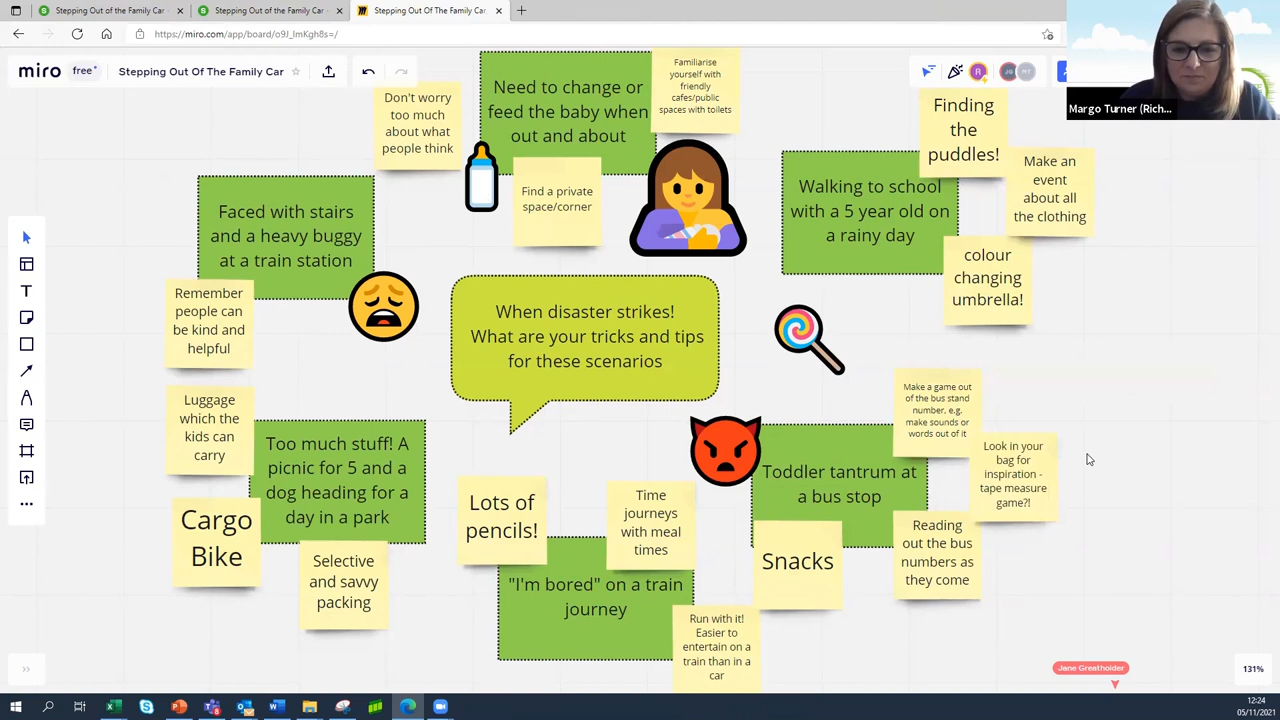 Stepping Out of the Family Car -
Stepping Out of the Family Car -
Stepping Out Of The Family Car -
https://miro.com/app/board/o9J_lmKgh8s=/
miro
free
Stepping Out Of The Family Car
Margo Turner (Rich...
R
MT
Don't worry
too much
about what
people think
Need to change or
feed the baby when
out and about
Familiarise
yourself with
friendly
cafes/public
spaces with toilets
Find a private
space/corner
Finding
the
puddles!
Walking to school
with a 5 year old on
a rainy day
Make an
event
about all
the clothing
colour
changing
umbrella!
Faced with stairs
and a heavy buggy
at a train station
Remember
people can
be kind and
helpful
When disaster strikes!
What are your tricks and tips
for these scenarios
Luggage
which the
kids can
carry
Too much stuff! A
picnic for 5 and a
dog heading for a
day in a park
Cargo
Bike
Selective
and savvy
packing
Lots of
pencils!
Time
journeys
with meal
times
"I'm bored" on a train
journey
Run with it!
Easier to
entertain on a
train than in a
car
Make a game out
of the bus stand
number, e.g.
make sounds or
words out of it
Toddler tantrum at
a bus stop
Look in your
bag for
inspiration -
tape measure
game?!
Snacks
Reading
out the bus
numbers as
they come
Jane Greatholder
131%
12:24
05/11/2021